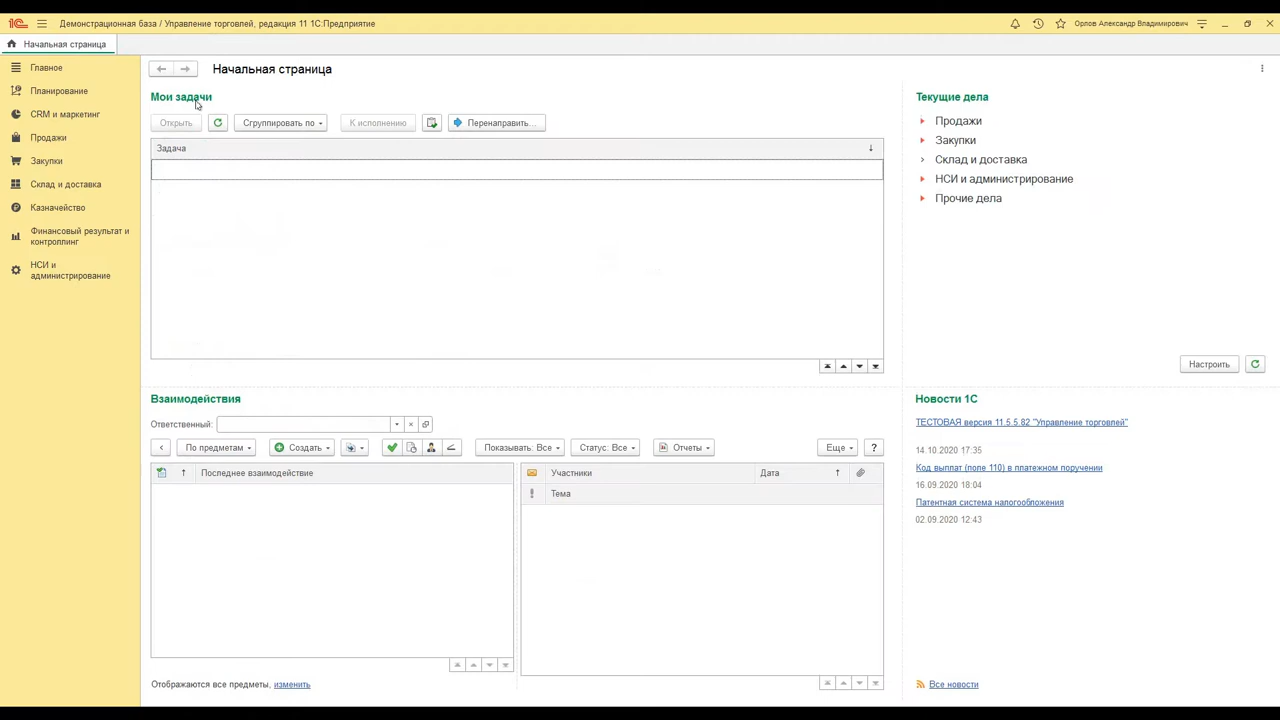 1С Демонстрационная база / Управление торговлей, редакция 11 1С:Предприятие
Орлов Александр Владимирович
Начальная страница
Главное
Планирование
CRM и маркетинг
Продажи
Закупки
Склад и доставка
Казначейство
Финансовый результат и
контроллинг
НСИ и
администрирование
Начальная страница
Мои задачи
Открыть
Сгруппировать по
К исполнению
Перенаправить...
Задача
Текущие дела
Продажи
Закупки
Склад и доставка
НСИ и администрирование
Прочие дела
Настроить
Взаимодействия
Ответственный:
По предметам
Создать
Показывать: Все
Статус: Все
Отчеты
Еще
?
Последнее взаимодействие
Участники
Дата
Тема
Отображаются все предметы, изменить
Новости 1С
ТЕСТОВАЯ версия 11.5.5.82 "Управление торговлей"
14.10.2020 17:35
Код выплат (поле 110) в платежном поручении
16.09.2020 18:04
Патентная система налогообложения
02.09.2020 12:43
Все новости